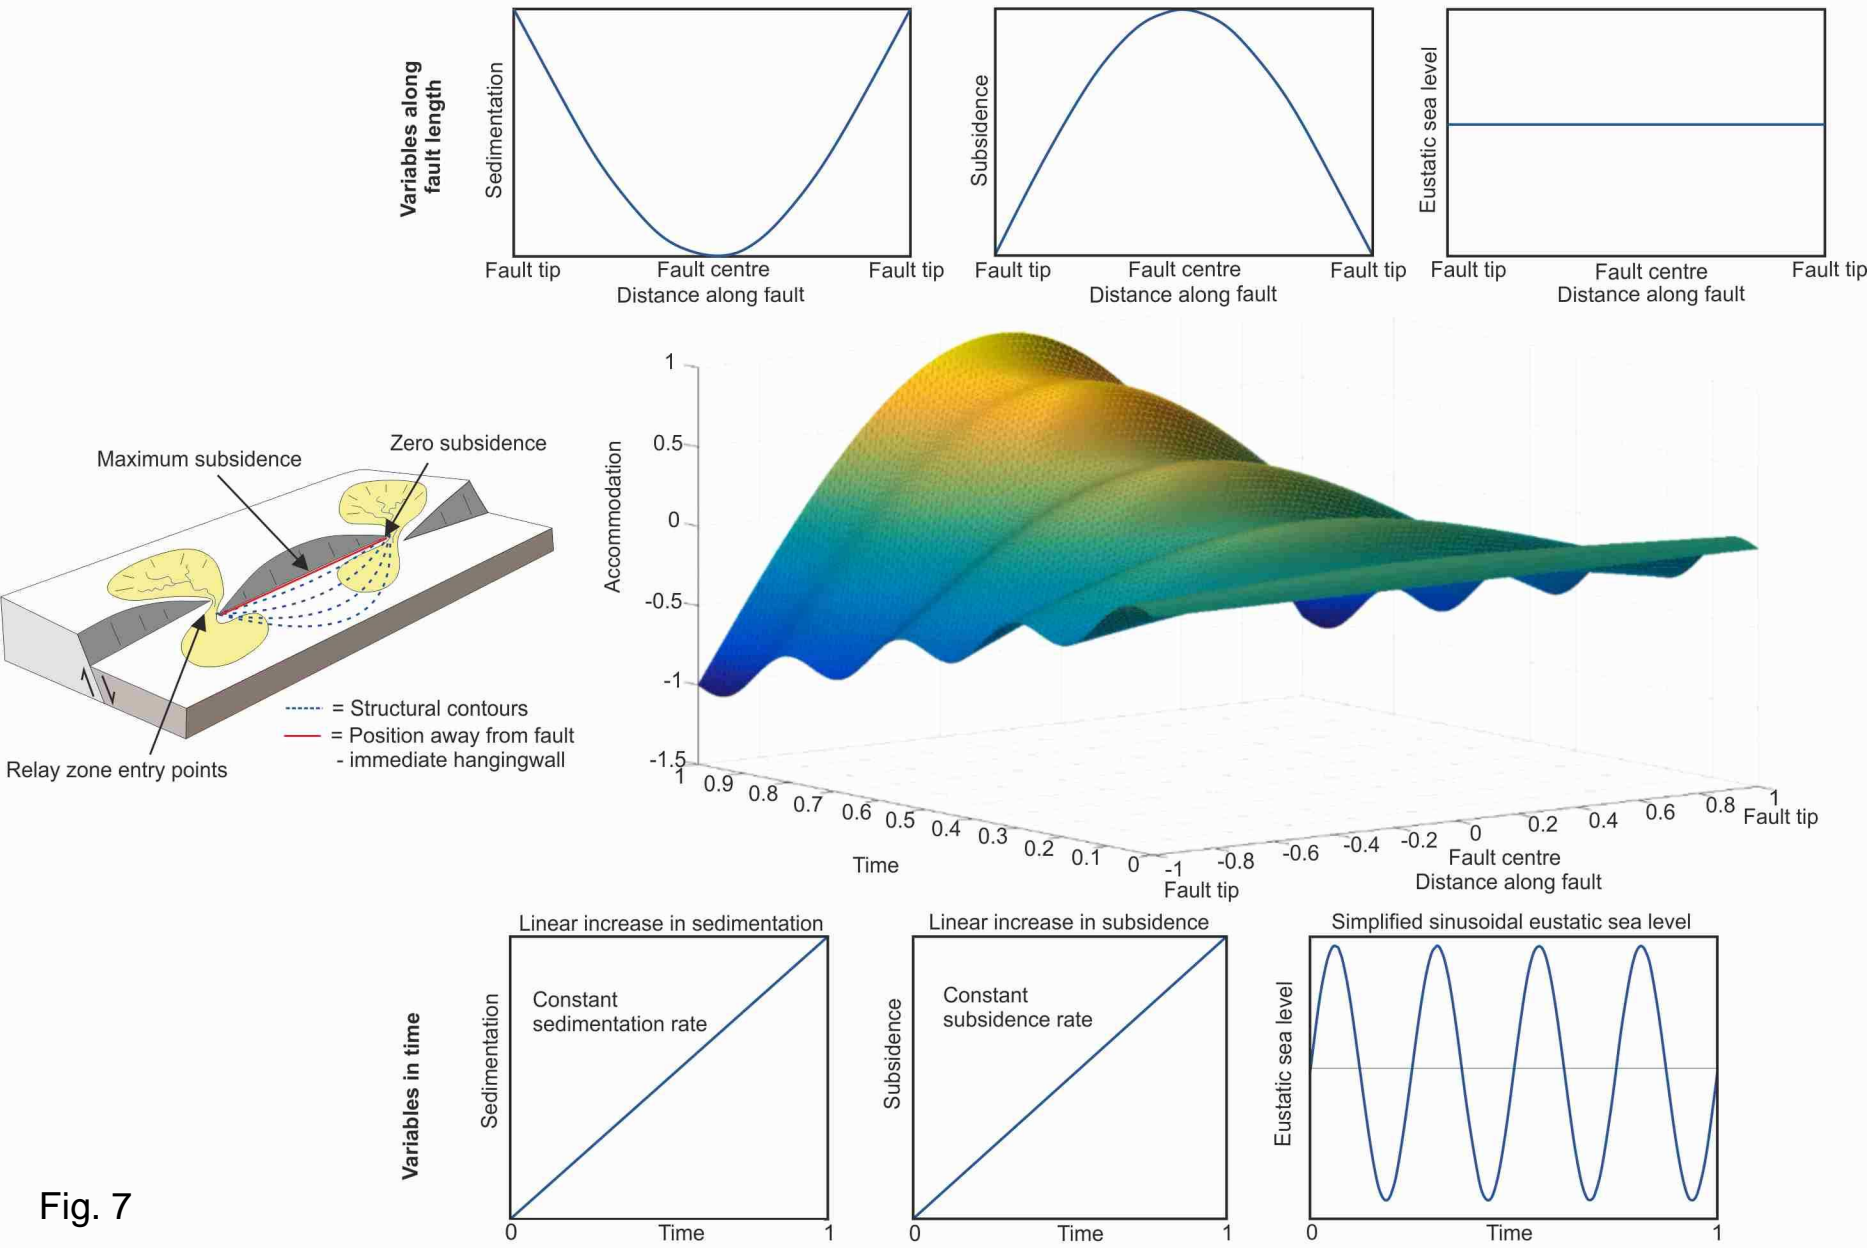 Variables along
fault length
Sedimentation
Fault tip
Fault centre
Fault tip
Distance along fault
Subsidence
Fault tip
Fault centre
Fault tip
Distance along fault
Eustatic sea level
Fault tip
Fault centre
Fault tip
Distance along fault
Maximum subsidence
Zero subsidence
Relay zone entry points
= Structural contours
= Position away from fault
- immediate hangingwall
Accommodation
1
0.5
0
-0.5
-1
-1.5
1
0.9
0.8
0.7
0.6
0.5
0.4
0.3
0.2
0.1
0
Time
-1
Fault tip
-0.8
-0.6
-0.4
-0.2
0
Fault centre
Distance along fault
0.2
0.4
0.6
0.8
1
Fault tip
Variables in time
Linear increase in sedimentation
Constant
sedimentation rate
Sedimentation
0
Time
1
Linear increase in subsidence
Constant
subsidence rate
Subsidence
0
Time
1
Simplified sinusoidal eustatic sea level
Eustatic sea level
0
Time
1
Fig. 7